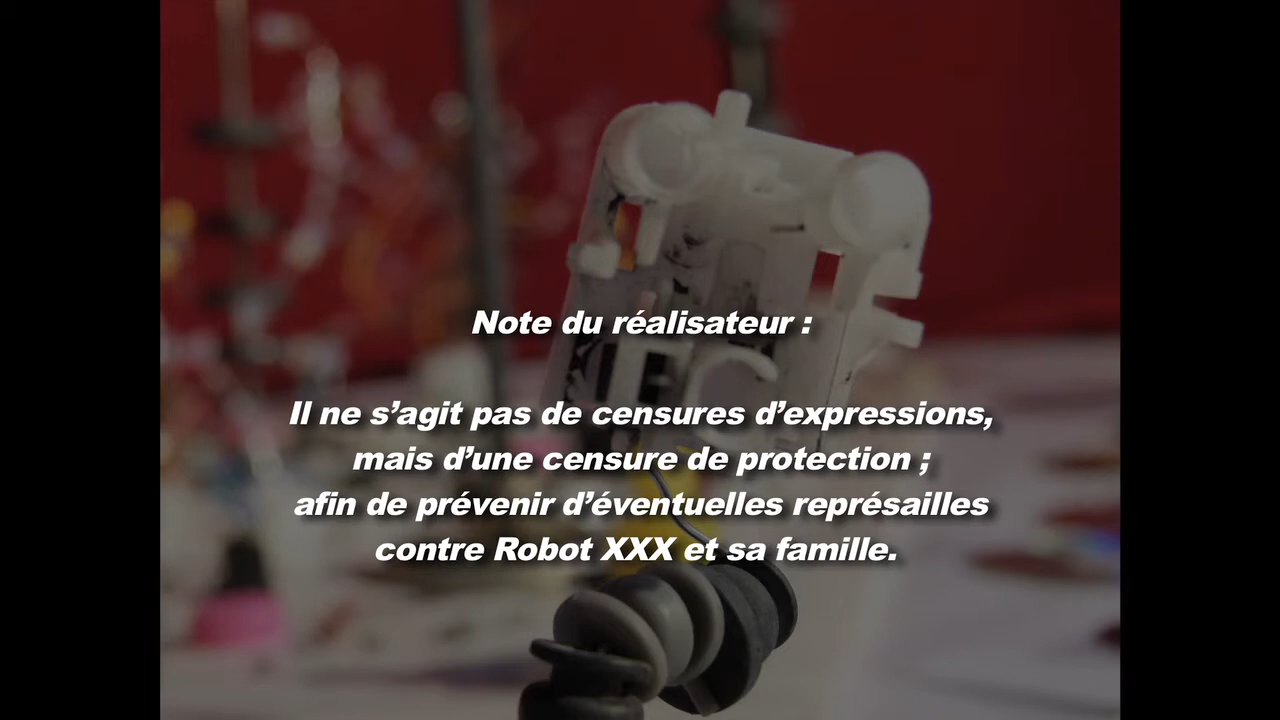 Note du réalisateur :
Il ne s’agit pas de censures d’expressions,
mais d’une censure de protection ;
afin de prévenir d’éventuelles représailles
contre Robot XXX et sa famille.